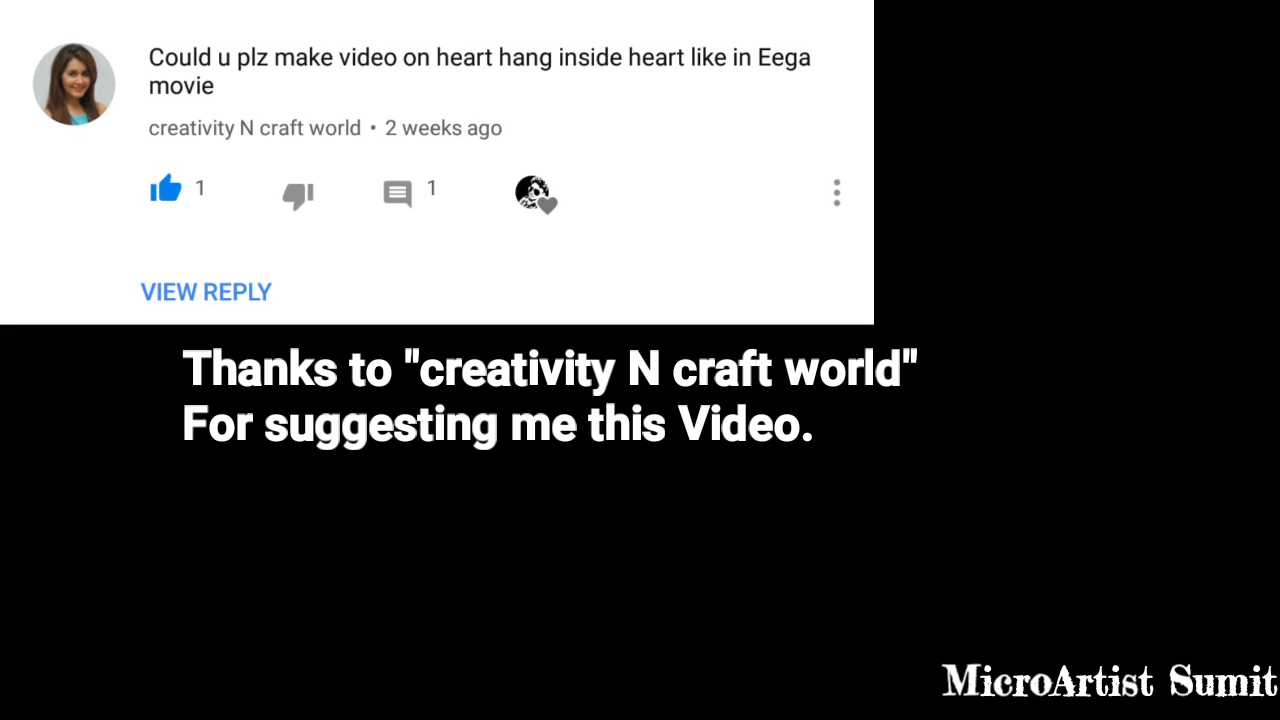 Could u plz make video on heart hang inside heart like in Eega
movie
creativity N craft world • 2 weeks ago
1
1
VIEW REPLY
Thanks to "creativity N craft world"
For suggesting me this Video.
MicroArtist Sumit